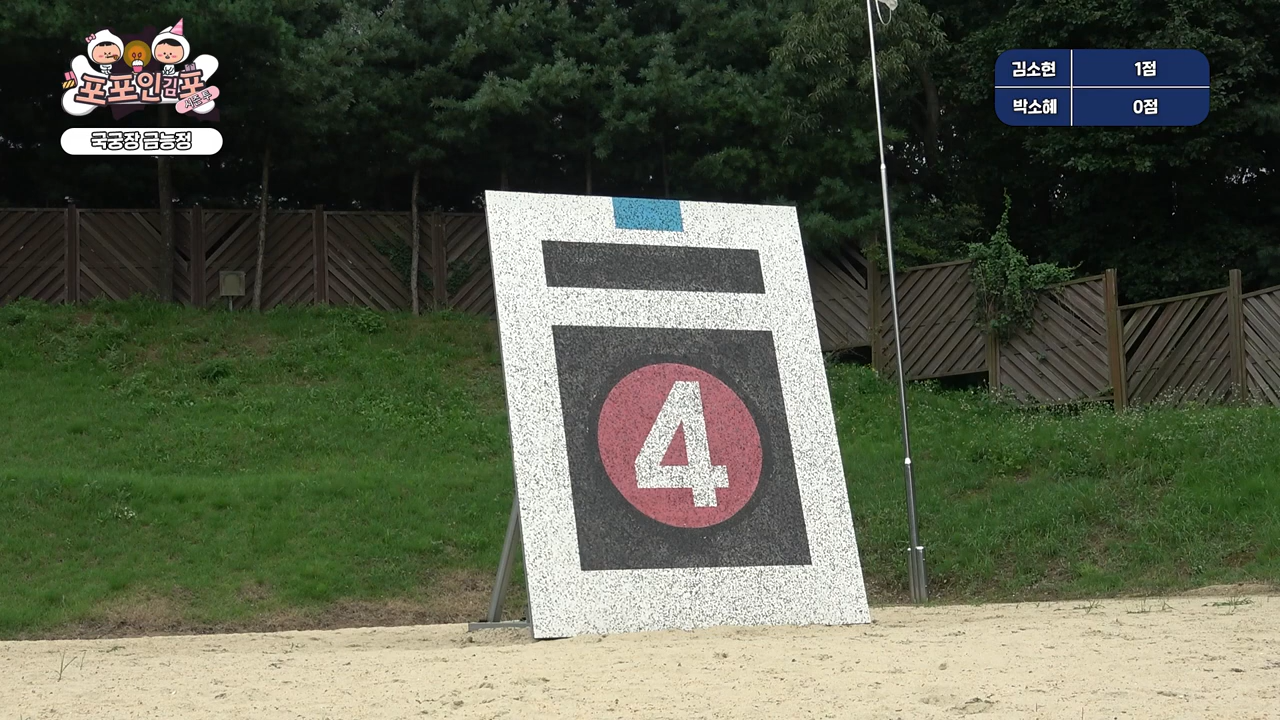 포포인김포
시즌 투
국궁장 금능정
김소현 1점
박소혜 0점
4